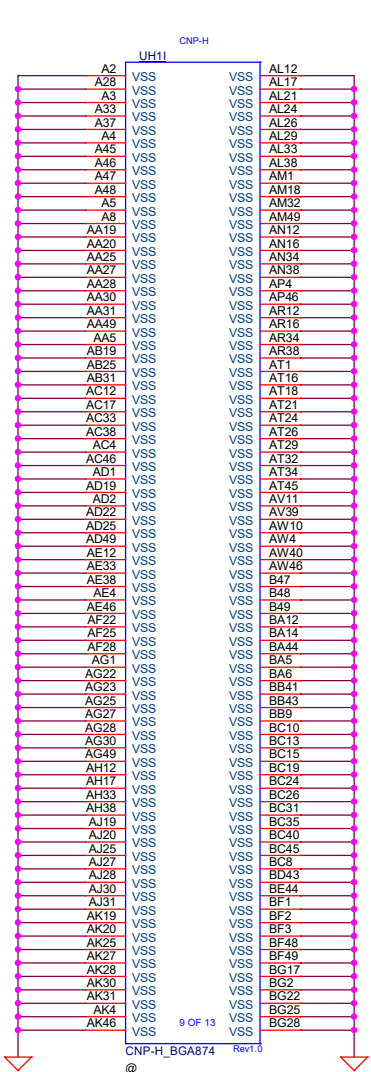 CNP-H
UH1I
A2 VSS VSS AL12
A28 VSS VSS AL17
A3 VSS VSS AL21
A33 VSS VSS AL24
A37 VSS VSS AL26
A4 VSS VSS AL29
A45 VSS VSS AL33
A46 VSS VSS AL38
A47 VSS VSS AM1
A48 VSS VSS AM18
A5 VSS VSS AM32
A8 VSS VSS AM49
AA19 VSS VSS AN12
AA20 VSS VSS AN16
AA25 VSS VSS AN34
AA27 VSS VSS AN38
AA28 VSS VSS AP4
AA30 VSS VSS AP46
AA31 VSS VSS AR12
AA49 VSS VSS AR16
AA5 VSS VSS AR34
AB19 VSS VSS AR38
AB25 VSS VSS AT1
AB31 VSS VSS AT16
AC12 VSS VSS AT18
AC17 VSS VSS AT21
AC33 VSS VSS AT24
AC38 VSS VSS AT26
AC4 VSS VSS AT29
AC46 VSS VSS AT32
AD1 VSS VSS AT34
AD19 VSS VSS AT45
AD2 VSS VSS AV11
AD22 VSS VSS AV39
AD25 VSS VSS AW10
AD49 VSS VSS AW4
AE12 VSS VSS AW40
AE33 VSS VSS AW46
AE38 VSS VSS B47
AE4 VSS VSS B48
AE46 VSS VSS B49
AF22 VSS VSS BA12
AF25 VSS VSS BA14
AF28 VSS VSS BA44
AG1 VSS VSS BA5
AG22 VSS VSS BA6
AG23 VSS VSS BB41
AG25 VSS VSS BB43
AG27 VSS VSS BB9
AG28 VSS VSS BC10
AG30 VSS VSS BC13
AG49 VSS VSS BC15
AH12 VSS VSS BC19
AH17 VSS VSS BC24
AH33 VSS VSS BC26
AH38 VSS VSS BC31
AJ19 VSS VSS BC35
AJ20 VSS VSS BC40
AJ25 VSS VSS BC45
AJ27 VSS VSS BC8
AJ28 VSS VSS BD43
AJ30 VSS VSS BE44
AJ31 VSS VSS BF1
AK19 VSS VSS BF2
AK20 VSS VSS BF3
AK25 VSS VSS BF48
AK27 VSS VSS BF49
AK28 VSS VSS BG17
AK30 VSS VSS BG2
AK31 VSS VSS BG22
AK4 VSS VSS BG25
AK46 VSS 9 OF 13 VSS BG28
CNP-H_BGA874 Rev1.0
@